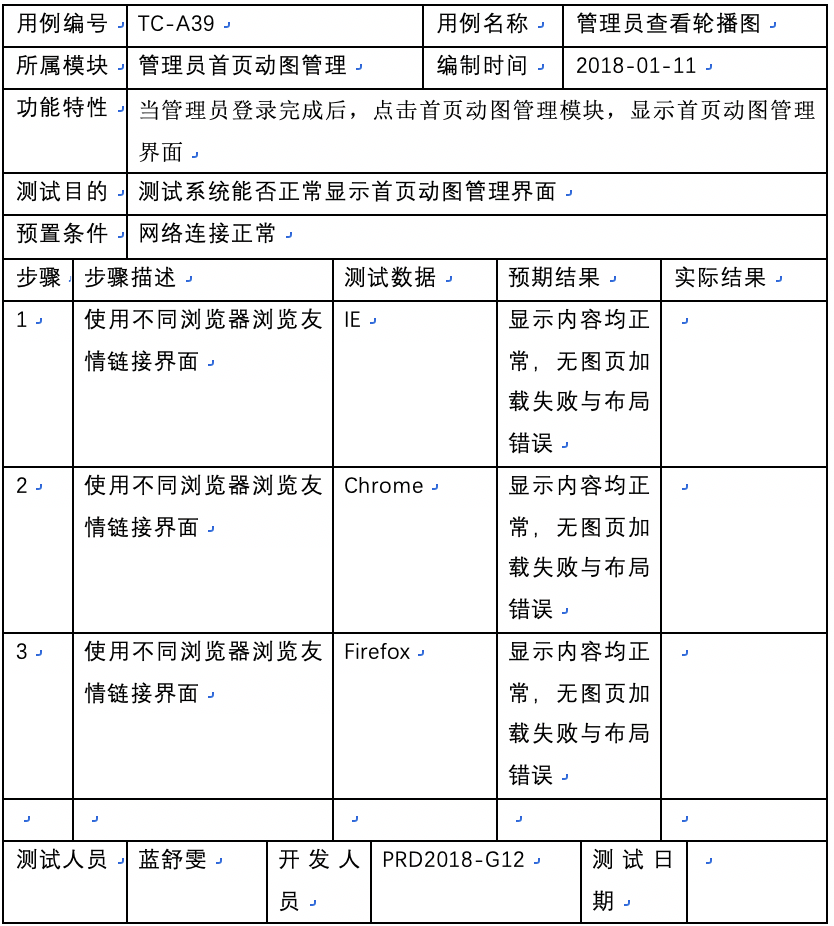 用例编号 TC-A39 用例名称 管理员查看轮播图
所属模块 管理员首页动图管理 编制时间 2018-01-11
功能特性 当管理员登录完成后，点击首页动图管理模块，显示首页动图管理
界面
测试目的 测试系统能否正常显示首页动图管理界面
预置条件 网络连接正常
步骤 步骤描述 测试数据 预期结果 实际结果
1 使用不同浏览器浏览友 IE 显示内容均正
情链接界面 常，无图页加
载失败与布局
错误
2 使用不同浏览器浏览友 Chrome 显示内容均正
情链接界面 常，无图页加
载失败与布局
错误
3 使用不同浏览器浏览友 Firefox 显示内容均正
情链接界面 常，无图页加
载失败与布局
错误
测试人员 蓝舒雯 开发人 PRD2018-G12 测试日
员 期